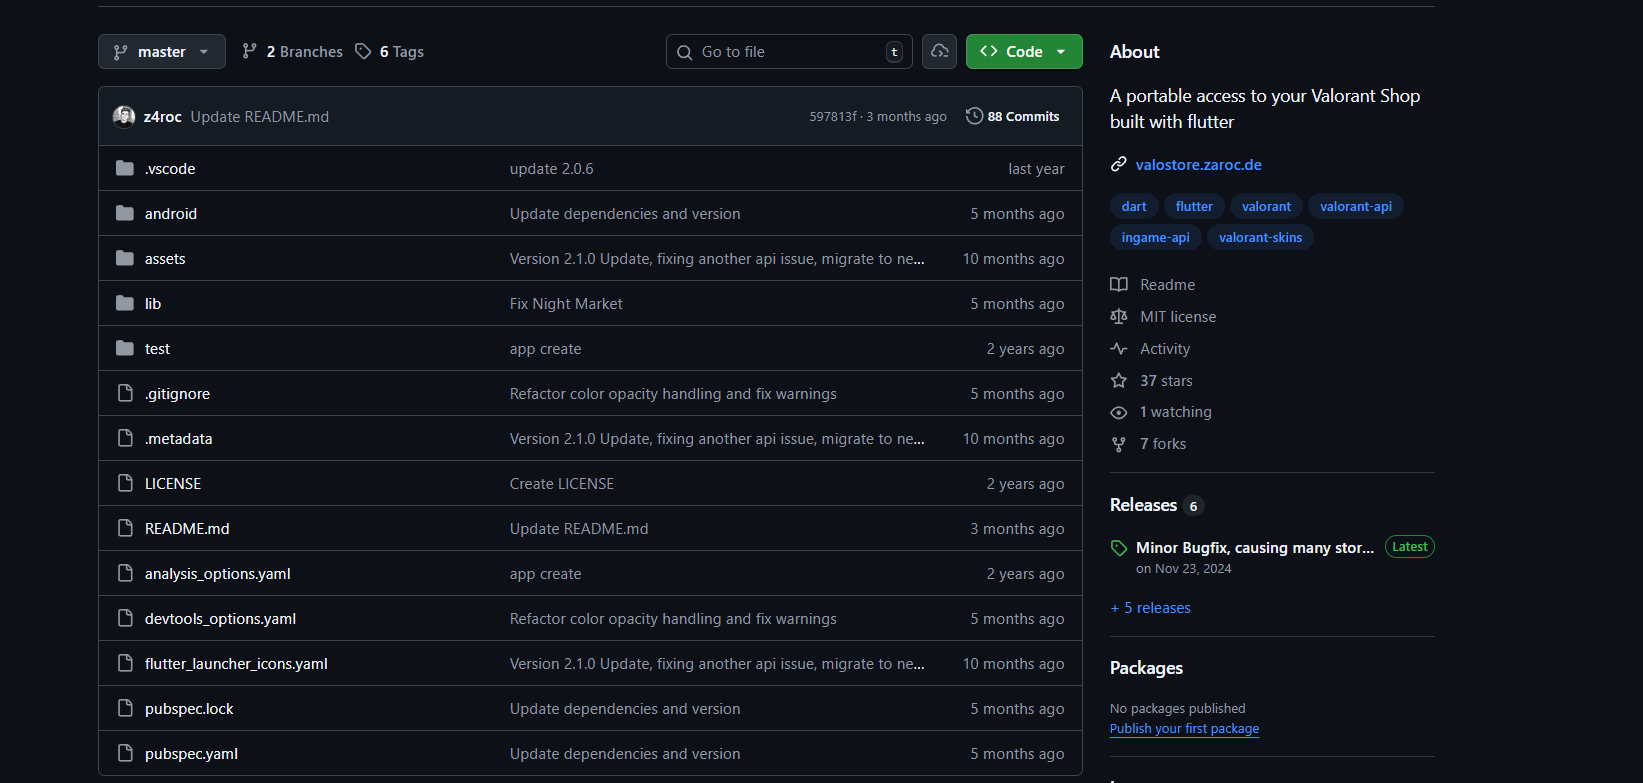 master
2 Branches
6 Tags
Go to file
t
Code
z4roc Update README.md 597813f · 3 months ago 88 Commits
.vscode update 2.0.6 last year
android Update dependencies and version 5 months ago
assets Version 2.1.0 Update, fixing another api issue, migrate to ne... 10 months ago
lib Fix Night Market 5 months ago
test app create 2 years ago
.gitignore Refactor color opacity handling and fix warnings 5 months ago
.metadata Version 2.1.0 Update, fixing another api issue, migrate to ne... 10 months ago
LICENSE Create LICENSE 2 years ago
README.md Update README.md 3 months ago
analysis_options.yaml app create 2 years ago
devtools_options.yaml Refactor color opacity handling and fix warnings 5 months ago
flutter_launcher_icons.yaml Version 2.1.0 Update, fixing another api issue, migrate to ne... 10 months ago
pubspec.lock Update dependencies and version 5 months ago
pubspec.yaml Update dependencies and version 5 months ago
About
A portable access to your Valorant Shop
built with flutter
valostore.zaroc.de
dart flutter valorant valorant-api
ingame-api valorant-skins
Readme
MIT license
Activity
37 stars
1 watching
7 forks
Releases 6
Minor Bugfix, causing many stor... Latest
on Nov 23, 2024
+ 5 releases
Packages
No packages published
Publish your first package